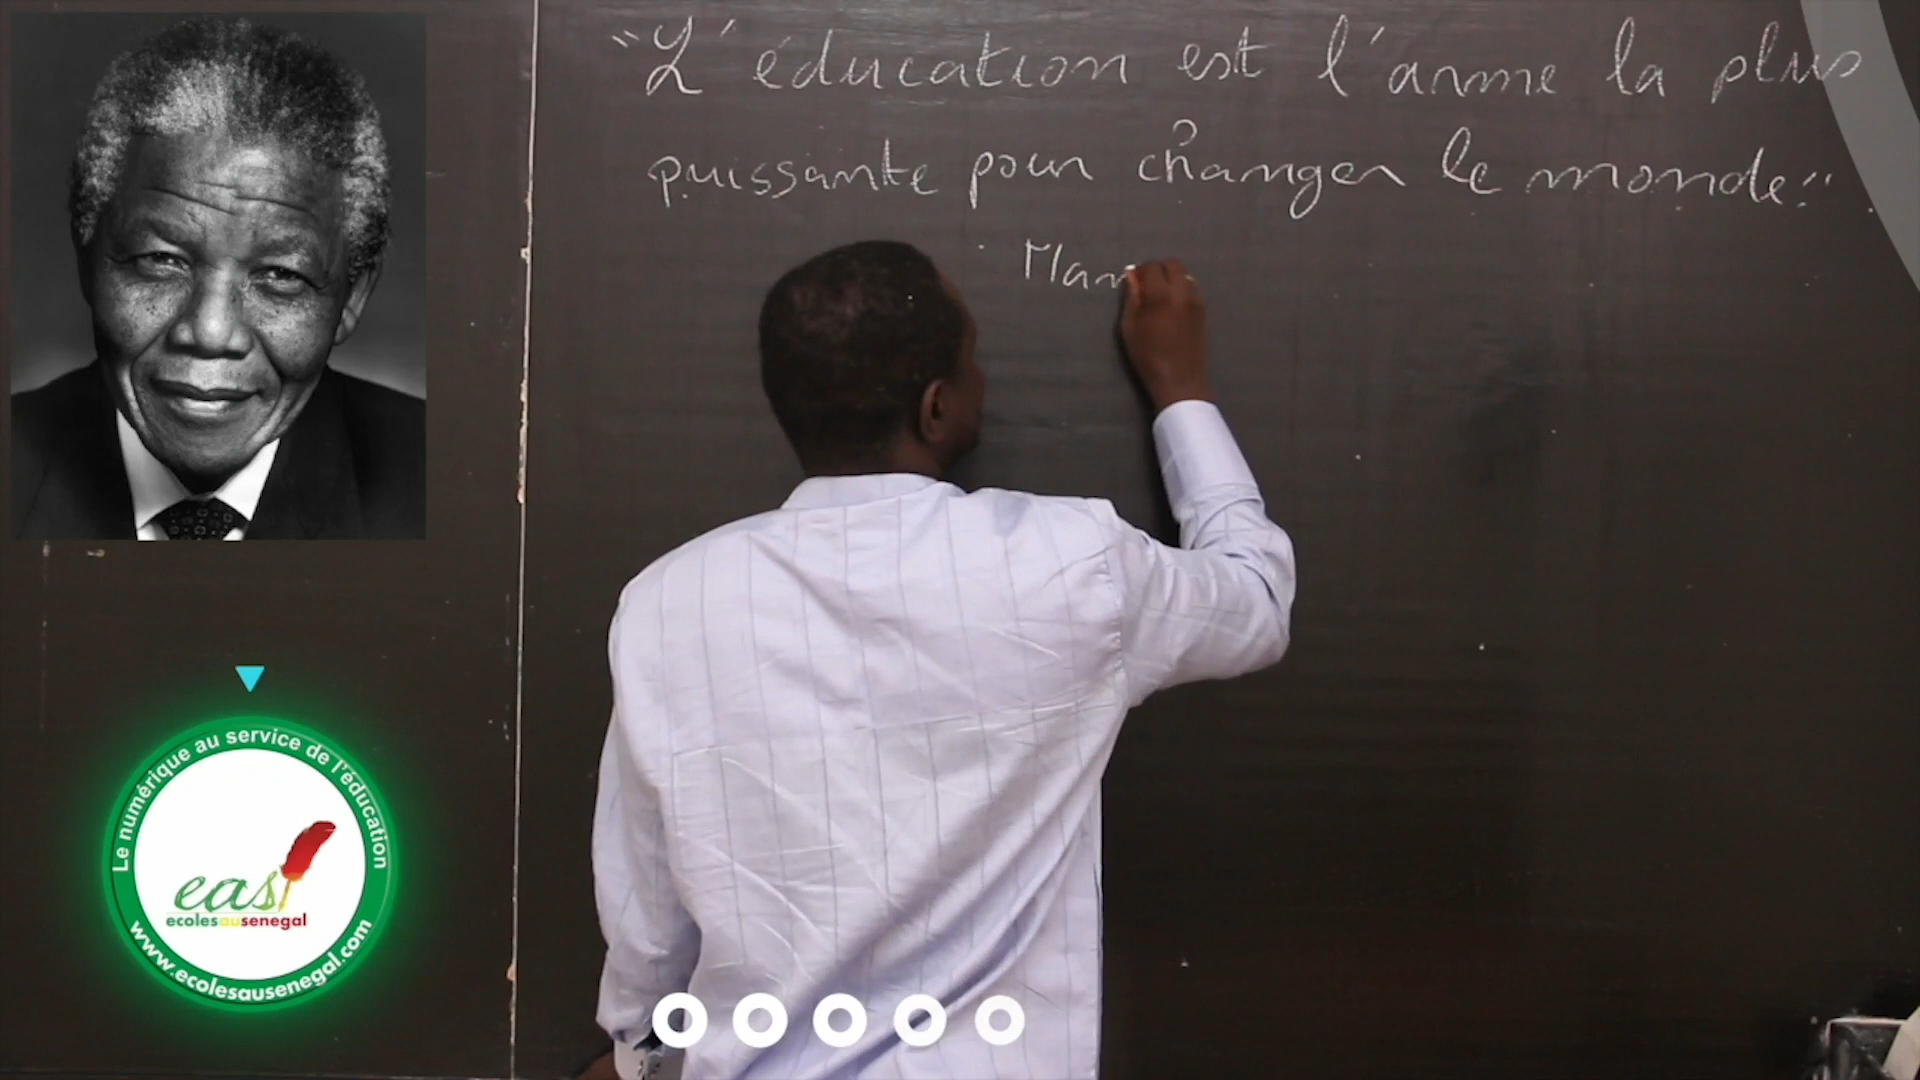 "L'éducation est l'arme la plus
puissante pour changer le monde"
Man
Le numérique au service de l'éducation
eas
ecolesausenegal
www.ecolesausenegal.com